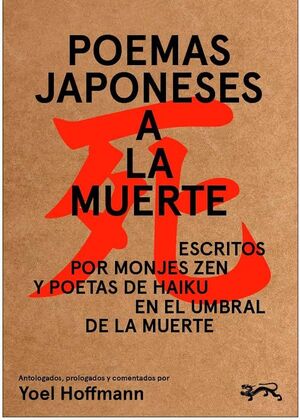 POEMAS
JAPONESES
A
LA
MUERTE
死
ESCRITOS
POR MONJES ZEN
Y POETAS DE HAIKU
EN EL UMBRAL
DE LA MUERTE
Antologados, prologados y comentados por
Yoel Hoffmann